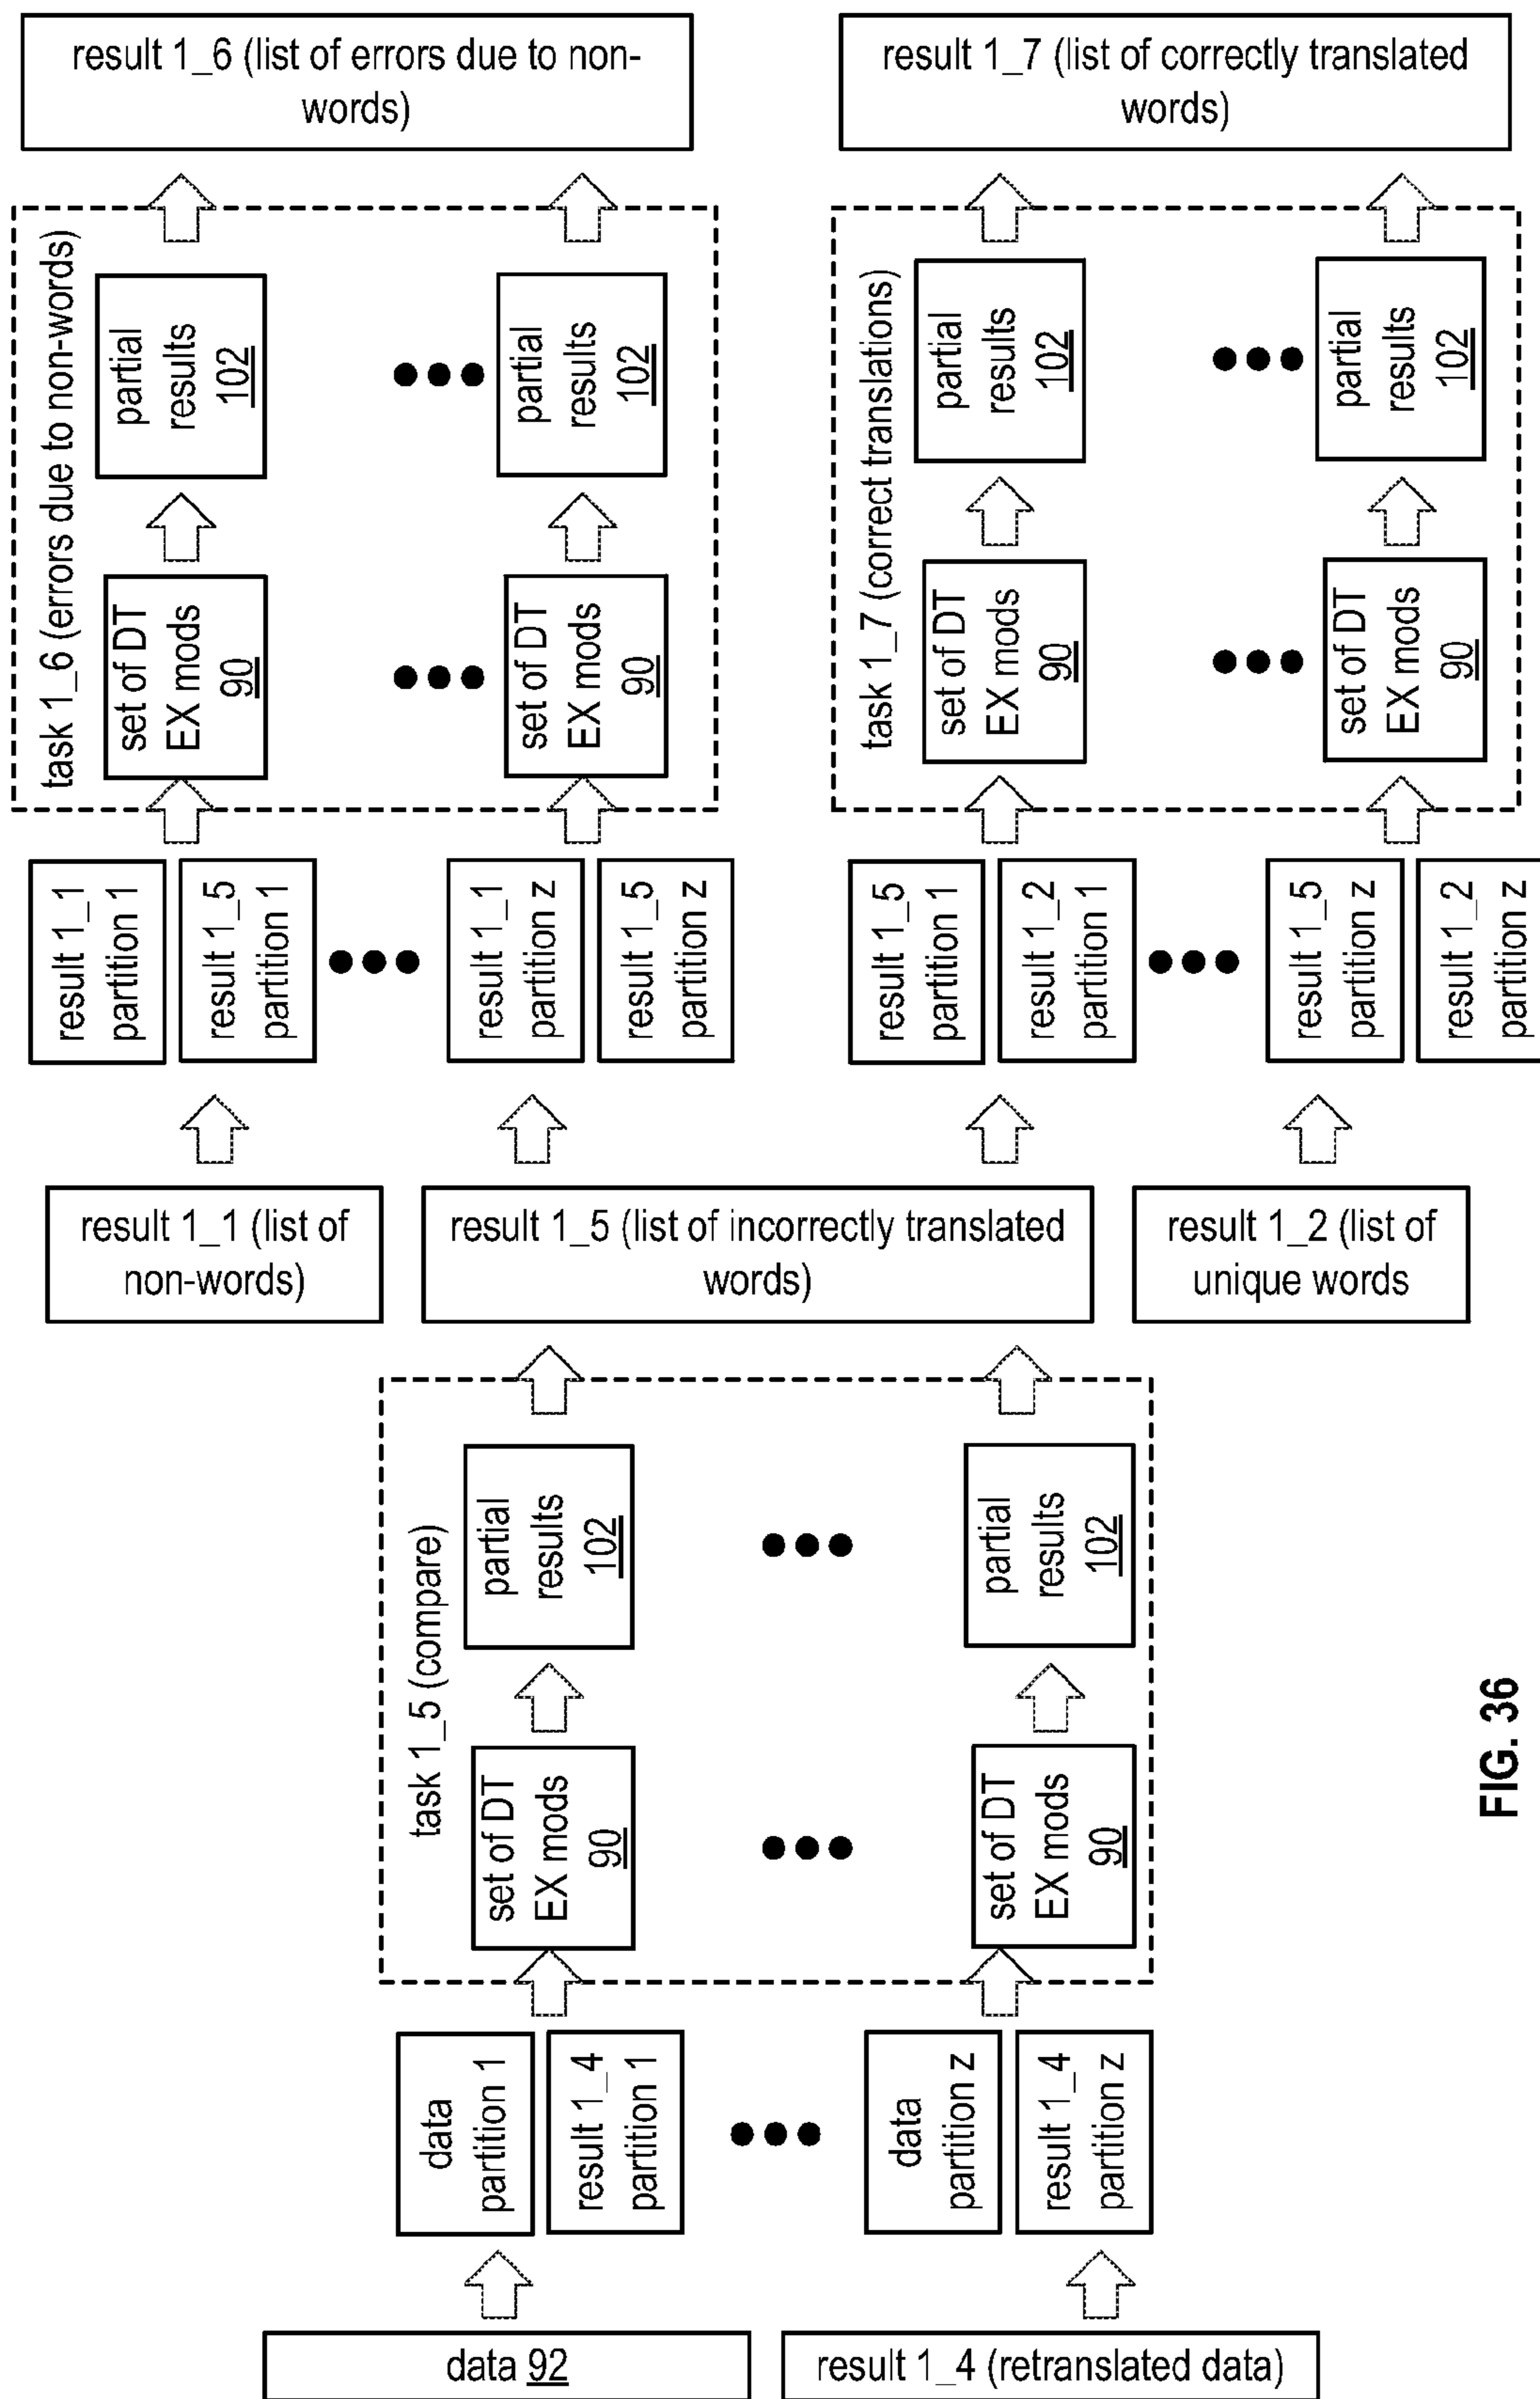 data 92
result 1_4 (retranslated data)
data
partition 1
result 1_4
partition 1
data
partition z
result 1_4
partition z
task 1_5 (compare)
set of DT
EX mods
90
partial
results
102
set of DT
EX mods
90
partial
results
102
result 1_1 (list of
non-words)
result 1_5 (list of incorrectly translated
words)
result 1_2 (list of
unique words
result 1_1
partition 1
result 1_5
partition 1
result 1_1
partition z
result 1_5
partition z
result 1_5
partition 1
result 1_2
partition 1
result 1_5
partition z
result 1_2
partition z
task 1_6 (errors due to non-words)
set of DT
EX mods
90
partial
results
102
set of DT
EX mods
90
partial
results
102
task 1_7 (correct translations)
set of DT
EX mods
90
partial
results
102
set of DT
EX mods
90
partial
results
102
result 1_6 (list of errors due to non-
words)
result 1_7 (list of correctly translated
words)
FIG. 36